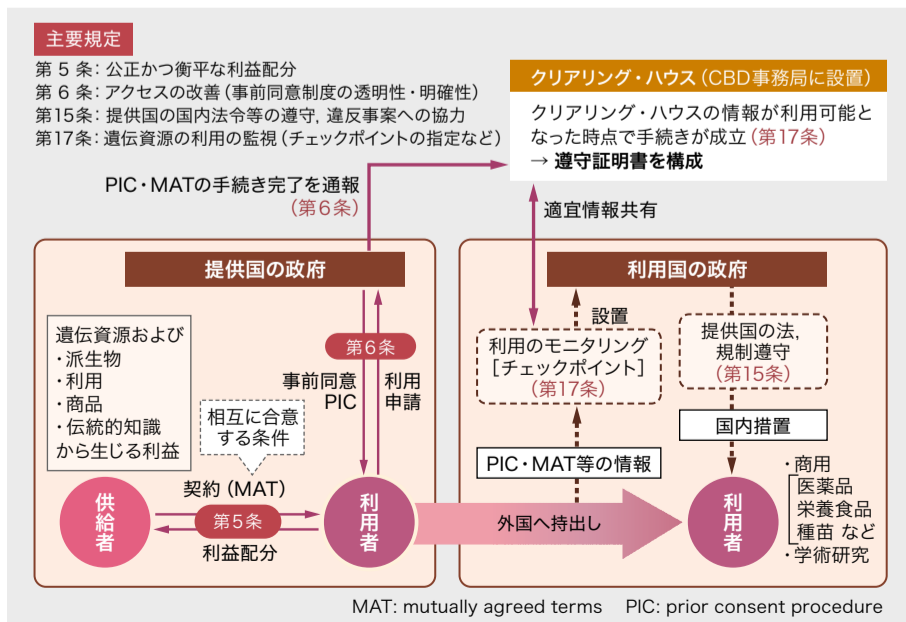 主要規定
第 5 条: 公正かつ衡平な利益配分
第 6 条: アクセスの改善 (事前同意制度の透明性・明確性)
第15条: 提供国の国内法令等の遵守, 違反事案への協力
第17条: 遺伝資源の利用の監視 (チェックポイントの指定など)
クリアリング・ハウス (CBD事務局に設置)
クリアリング・ハウスの情報が利用可能と
なった時点で手続きが成立 (第17条)
→ 遵守証明書を構成
PIC・MATの手続き完了を通報
(第6条)
適宜情報共有
提供国の政府
遺伝資源および
・派生物
・利用
・商品
・伝統的知識
から生じる利益
第6条
事前同意
PIC
利用
申請
相互に合意
する条件
契約 (MAT)
供給者
第5条
利益配分
利用者
外国へ持出し
利用国の政府
設置
利用のモニタリング
[チェックポイント]
(第17条)
提供国の法,
規制遵守
(第15条)
PIC・MAT等の情報
国内措置
利用者
・商用
医薬品
栄養食品
種苗 など
・学術研究
MAT: mutually agreed terms PIC: prior consent procedure